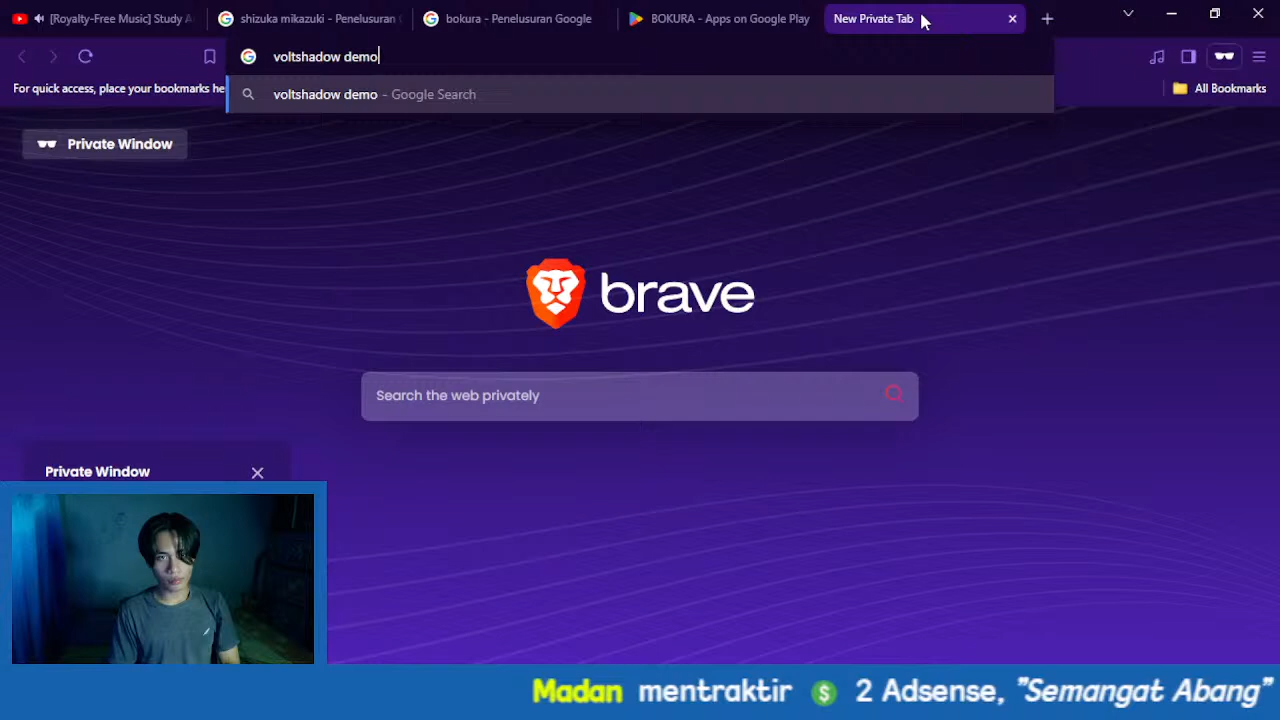 [Royalty-Free Music] Study A
shizuka mikazuki - Penelusuran
bokura - Penelusuran Google
BOKURA - Apps on Google Play
New Private Tab
voltshadow demo
For quick access, place your bookmarks he
voltshadow demo - Google Search
All Bookmarks
Private Window
brave
Search the web privately
Private Window
Madan mentraktir 2 Adsense, "Semangat Abang"